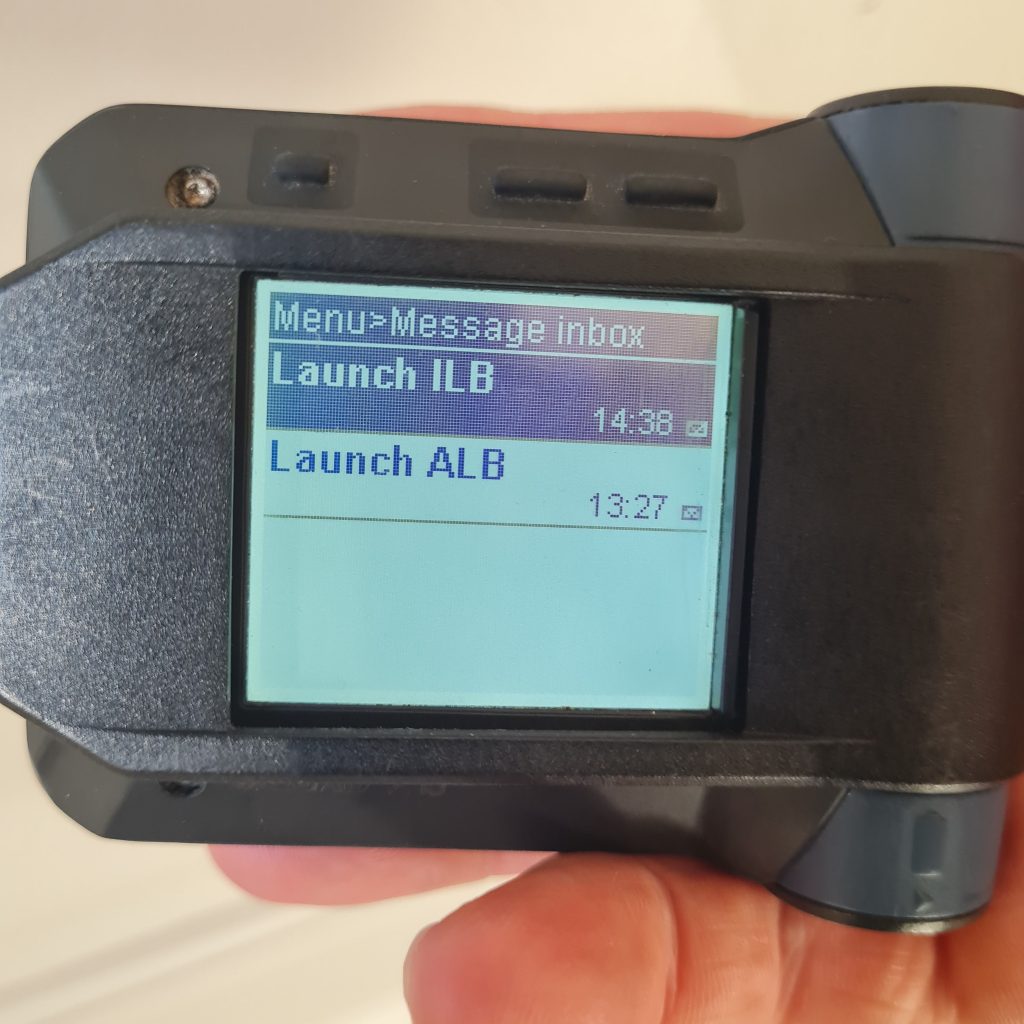 Menu>Message inbox
Launch ILB
14:38
Launch ALB
13:27